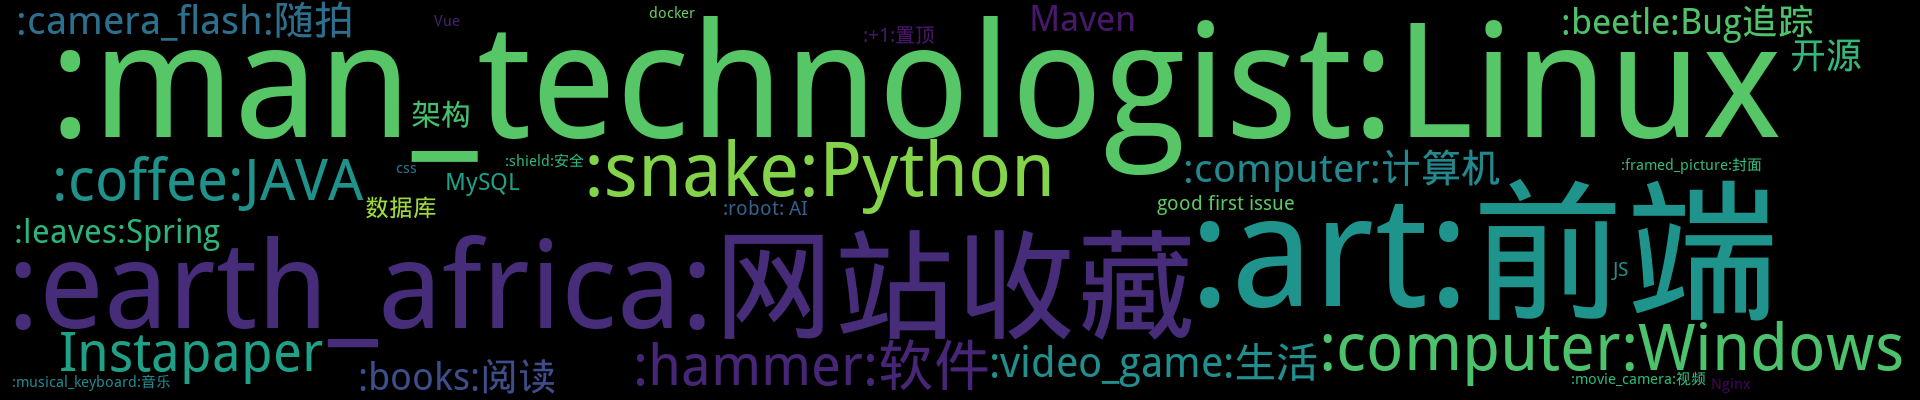 :camera_flash:随拍
Vue
docker
:+1:置顶
Maven
:beetle:Bug追踪
:man_technologist:Linux
开源
架构
:coffee:JAVA
css
:shield:安全
MySQL
:snake:Python
:computer:计算机
:framed_picture:封面
数据库
:robot: AI
good first issue
:leaves:Spring
:earth_africa:网站收藏
:art:前端
JS
Instapaper
:musical_keyboard:音乐
:books:阅读
:hammer:软件
:video_game:生活
:computer:Windows
:movie_camera:视频
Nginx